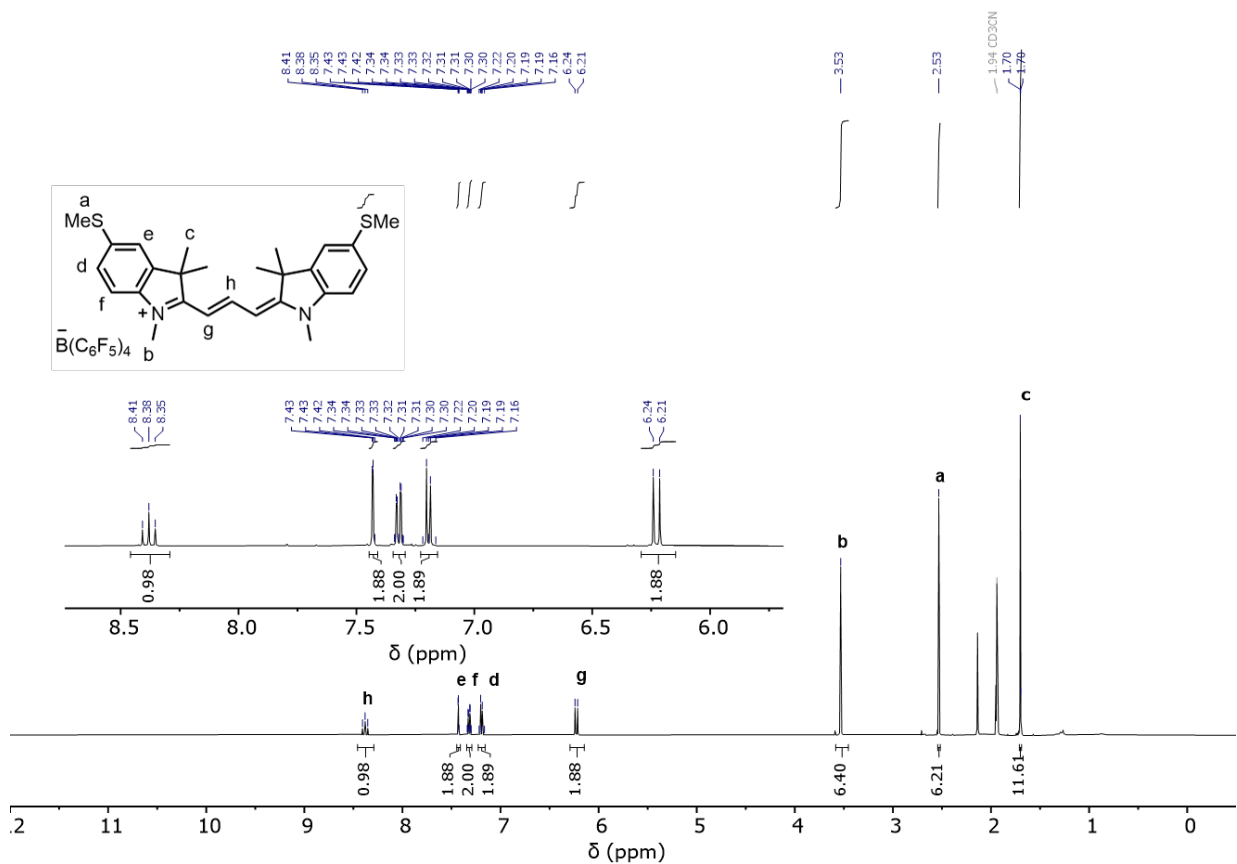 8.41
8.38
8.35
7.43
7.43
7.42
7.34
7.34
7.33
7.33
7.32
7.31
7.31
7.30
7.30
7.22
7.20
7.19
7.19
7.16
6.24
6.21
3.53
2.53
1.94 CD3CN
1.70
1.70
a
MeS
SMe
e
c
d
h
f
N
+
N
g
b
B̄(C₆F₅)₄
8.41
8.38
8.35
7.43
7.43
7.42
7.34
7.34
7.33
7.33
7.32
7.31
7.31
7.30
7.30
7.22
7.20
7.19
7.19
7.16
6.24
6.21
0.98
1.88
2.00
1.89
1.88
8.5 8.0 7.5 7.0 6.5 6.0
δ (ppm)
c
a
b
h
e f d
g
0.98
1.88
2.00
1.89
1.88
6.40
6.21
11.61
.2 11 10 9 8 7 6 5 4 3 2 1 0
δ (ppm)